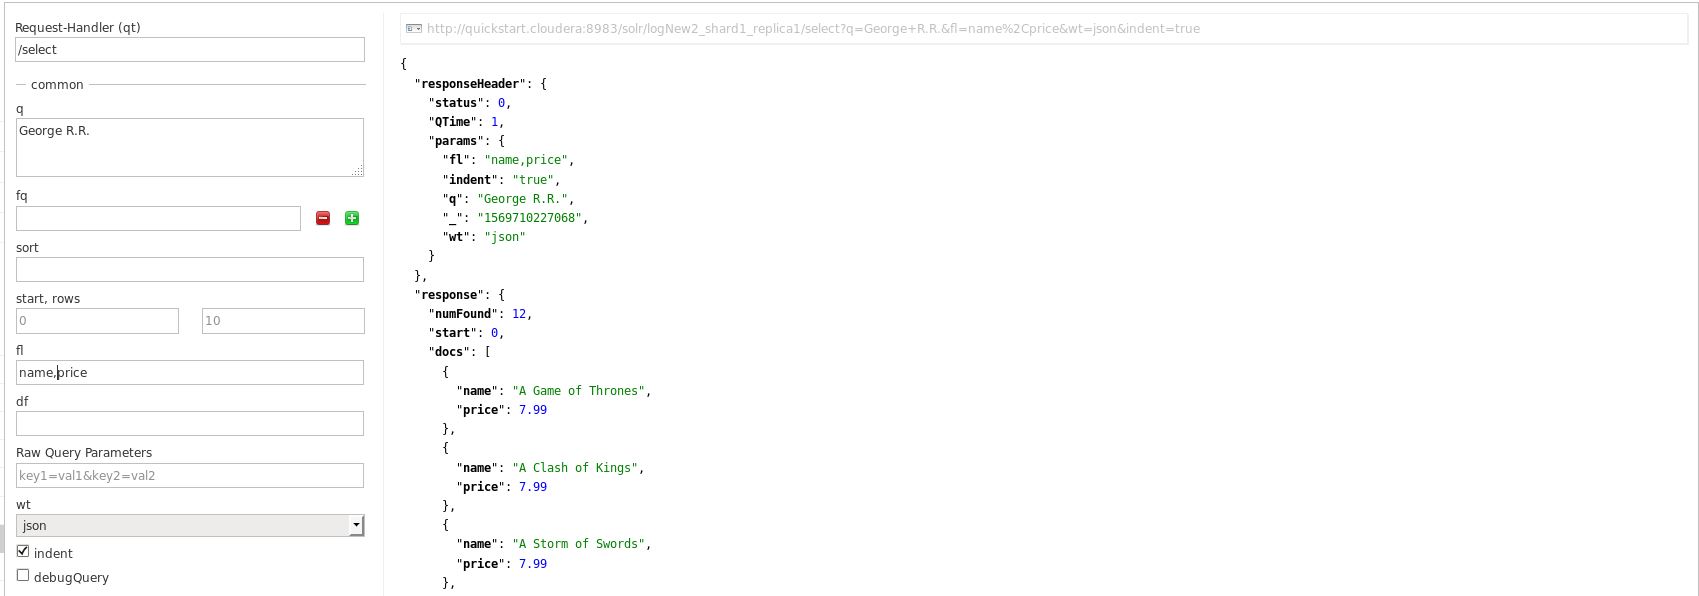 Request-Handler (qt)
/select
common
q
George R.R.
fq
sort
start, rows
0 10
fl
name,price
df
Raw Query Parameters
key1=val1&key2=val2
wt
json
indent
debugQuery
http://quickstart.cloudera:8983/solr/logNew2_shard1_replica1/select?q=George+R.R.&fl=name%2Cprice&wt=json&indent=true
{
"responseHeader": {
"status": 0,
"QTime": 1,
"params": {
"fl": "name,price",
"indent": "true",
"q": "George R.R.",
"_": "1569710227068",
"wt": "json"
}
},
"response": {
"numFound": 12,
"start": 0,
"docs": [
{
"name": "A Game of Thrones",
"price": 7.99
},
{
"name": "A Clash of Kings",
"price": 7.99
},
{
"name": "A Storm of Swords",
"price": 7.99
},